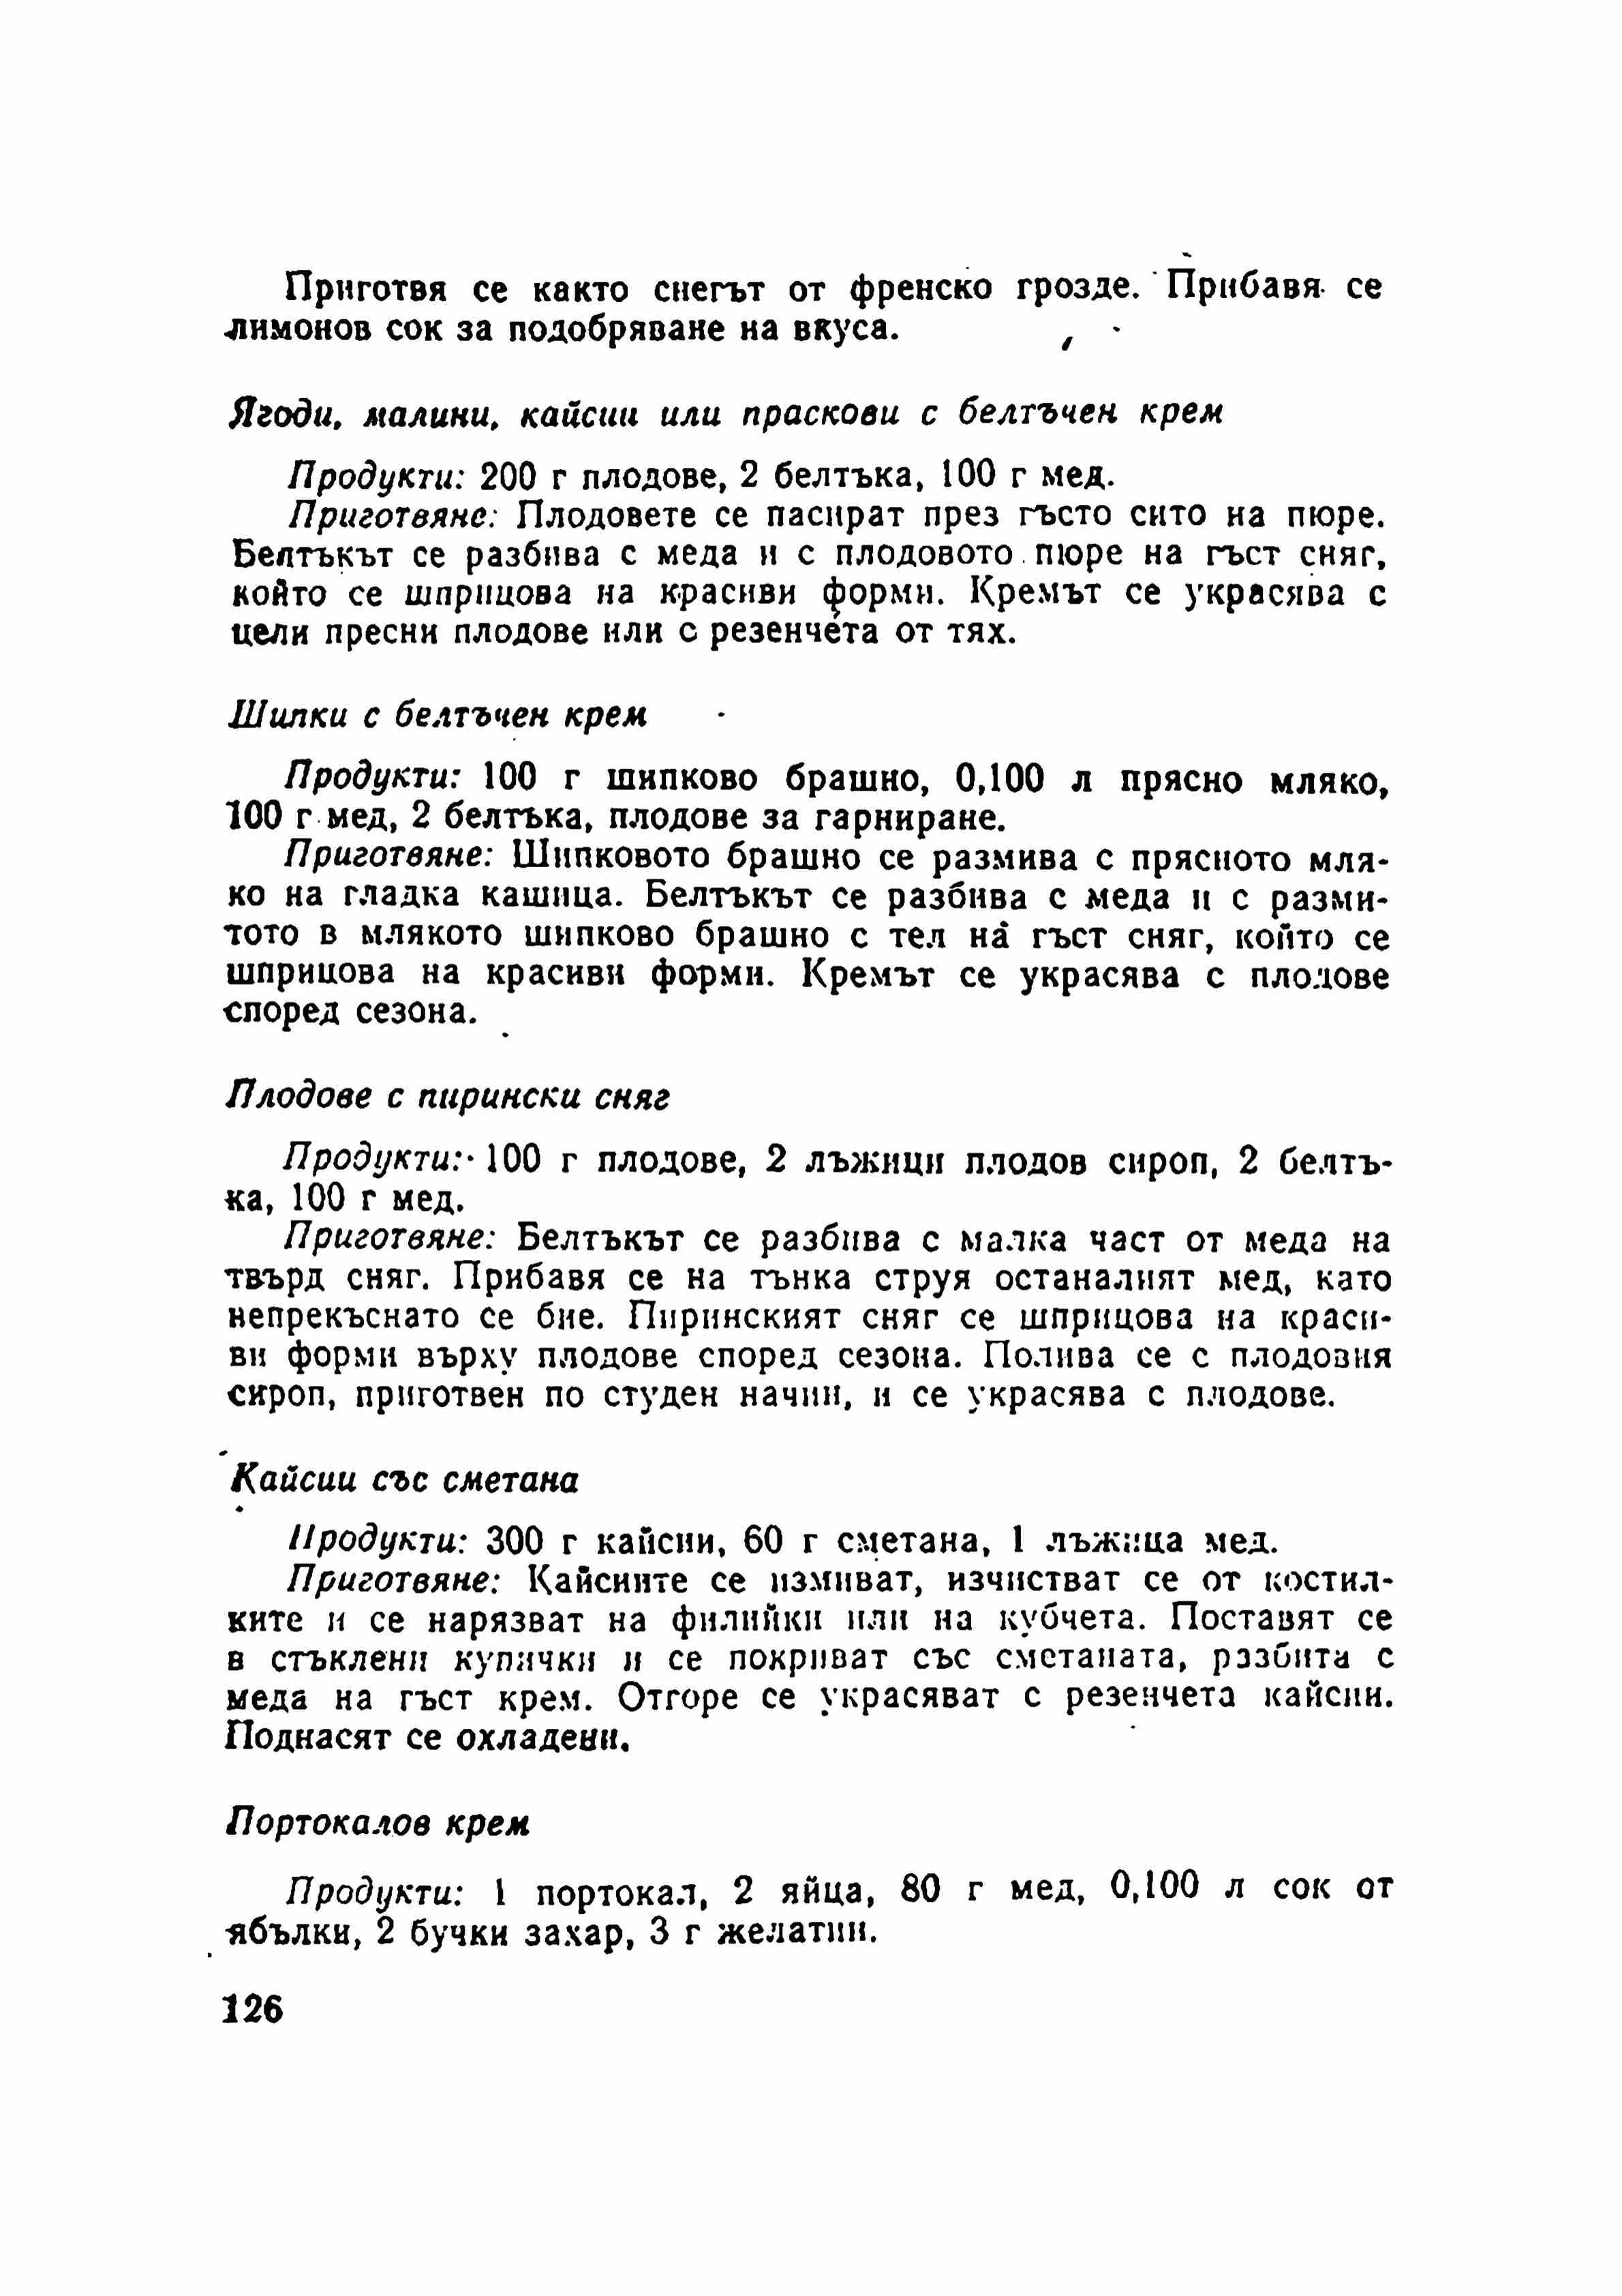 Приготвя се както снегът от френско грозде. Прибавя се
лимонов сок за подобряване на вкуса.
Ягоди, малини, кайсии или праскови с белтъчен крем
Продукти: 200 г плодове, 2 белтъка, 100 г мед.
Приготвяне: Плодовете се пасират през гъсто сито на пюре.
Белтъкът се разбива с меда и с плодовото пюре на гъст сняг,
който се шприцова на красиви форми. Кремът се украсява с
цели пресни плодове или с резенчета от тях.
Шипки с белтъчен крем
Продукти: 100 г шипково брашно, 0,100 л прясно мляко,
100 г мед, 2 белтъка, плодове за гарниране.
Приготвяне: Шипковото брашно се размива с прясното мля-
ко на гладка кашица. Белтъкът се разбива с меда и с разми-
тото в млякото шипково брашно с тел на гъст сняг, който се
шприцова на красиви форми. Кремът се украсява с плодове
според сезона.
Плодове с пирински сняг
Продукти: 100 г плодове, 2 лъжици плодов сироп, 2 белтъ-
ка, 100 г мед.
Приготвяне: Белтъкът се разбива с малка част от меда на
твърд сняг. Прибавя се на тънка струя останалият мед, като
непрекъснато се бие. Пиринският сняг се шприцова на краси-
ви форми върху плодове според сезона. Полива се с плодовия
сироп, приготвен по студен начин, и се украсява с плодове.
Кайсии със сметана
Продукти: 300 г кайсии, 60 г сметана, 1 лъжица мед.
Приготвяне: Кайсиите се измиват, изчистват се от костил-
ките и се нарязват на филийки или на кубчета. Поставят се
в стъклени купички и се покриват със сметаната, разбита с
меда на гъст крем. Отгоре се украсяват с резенчета кайсии.
Поднасят се охладени.
Портокалов крем
Продукти: 1 портокал, 2 яйца, 80 г мед, 0,100 л сок от
ябълки, 2 бучки захар, 3 г желатин.
126